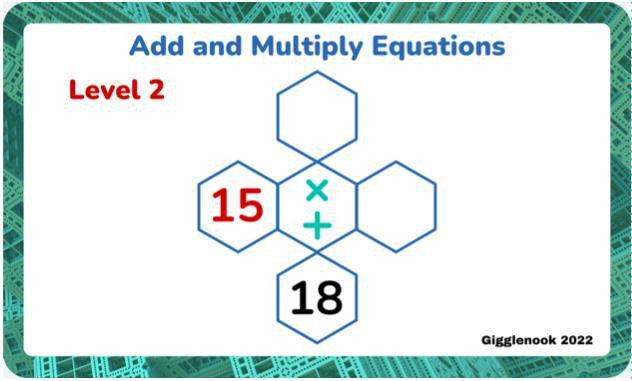 Add and Multiply Equations
Level 2
×
15
+
18
Gigglenook 2022